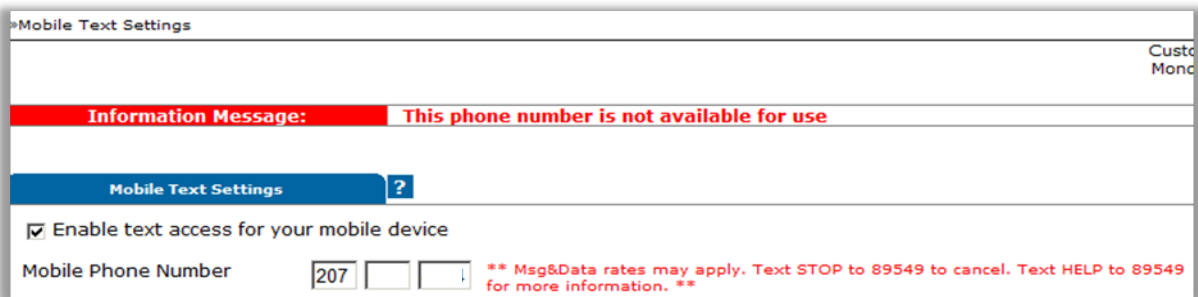 »Mobile Text Settings
Information Message: This phone number is not available for use
Mobile Text Settings ?
Enable text access for your mobile device
Mobile Phone Number 207 ** Msg&Data rates may apply. Text STOP to 89549 to cancel. Text HELP to 89549
for more information. **